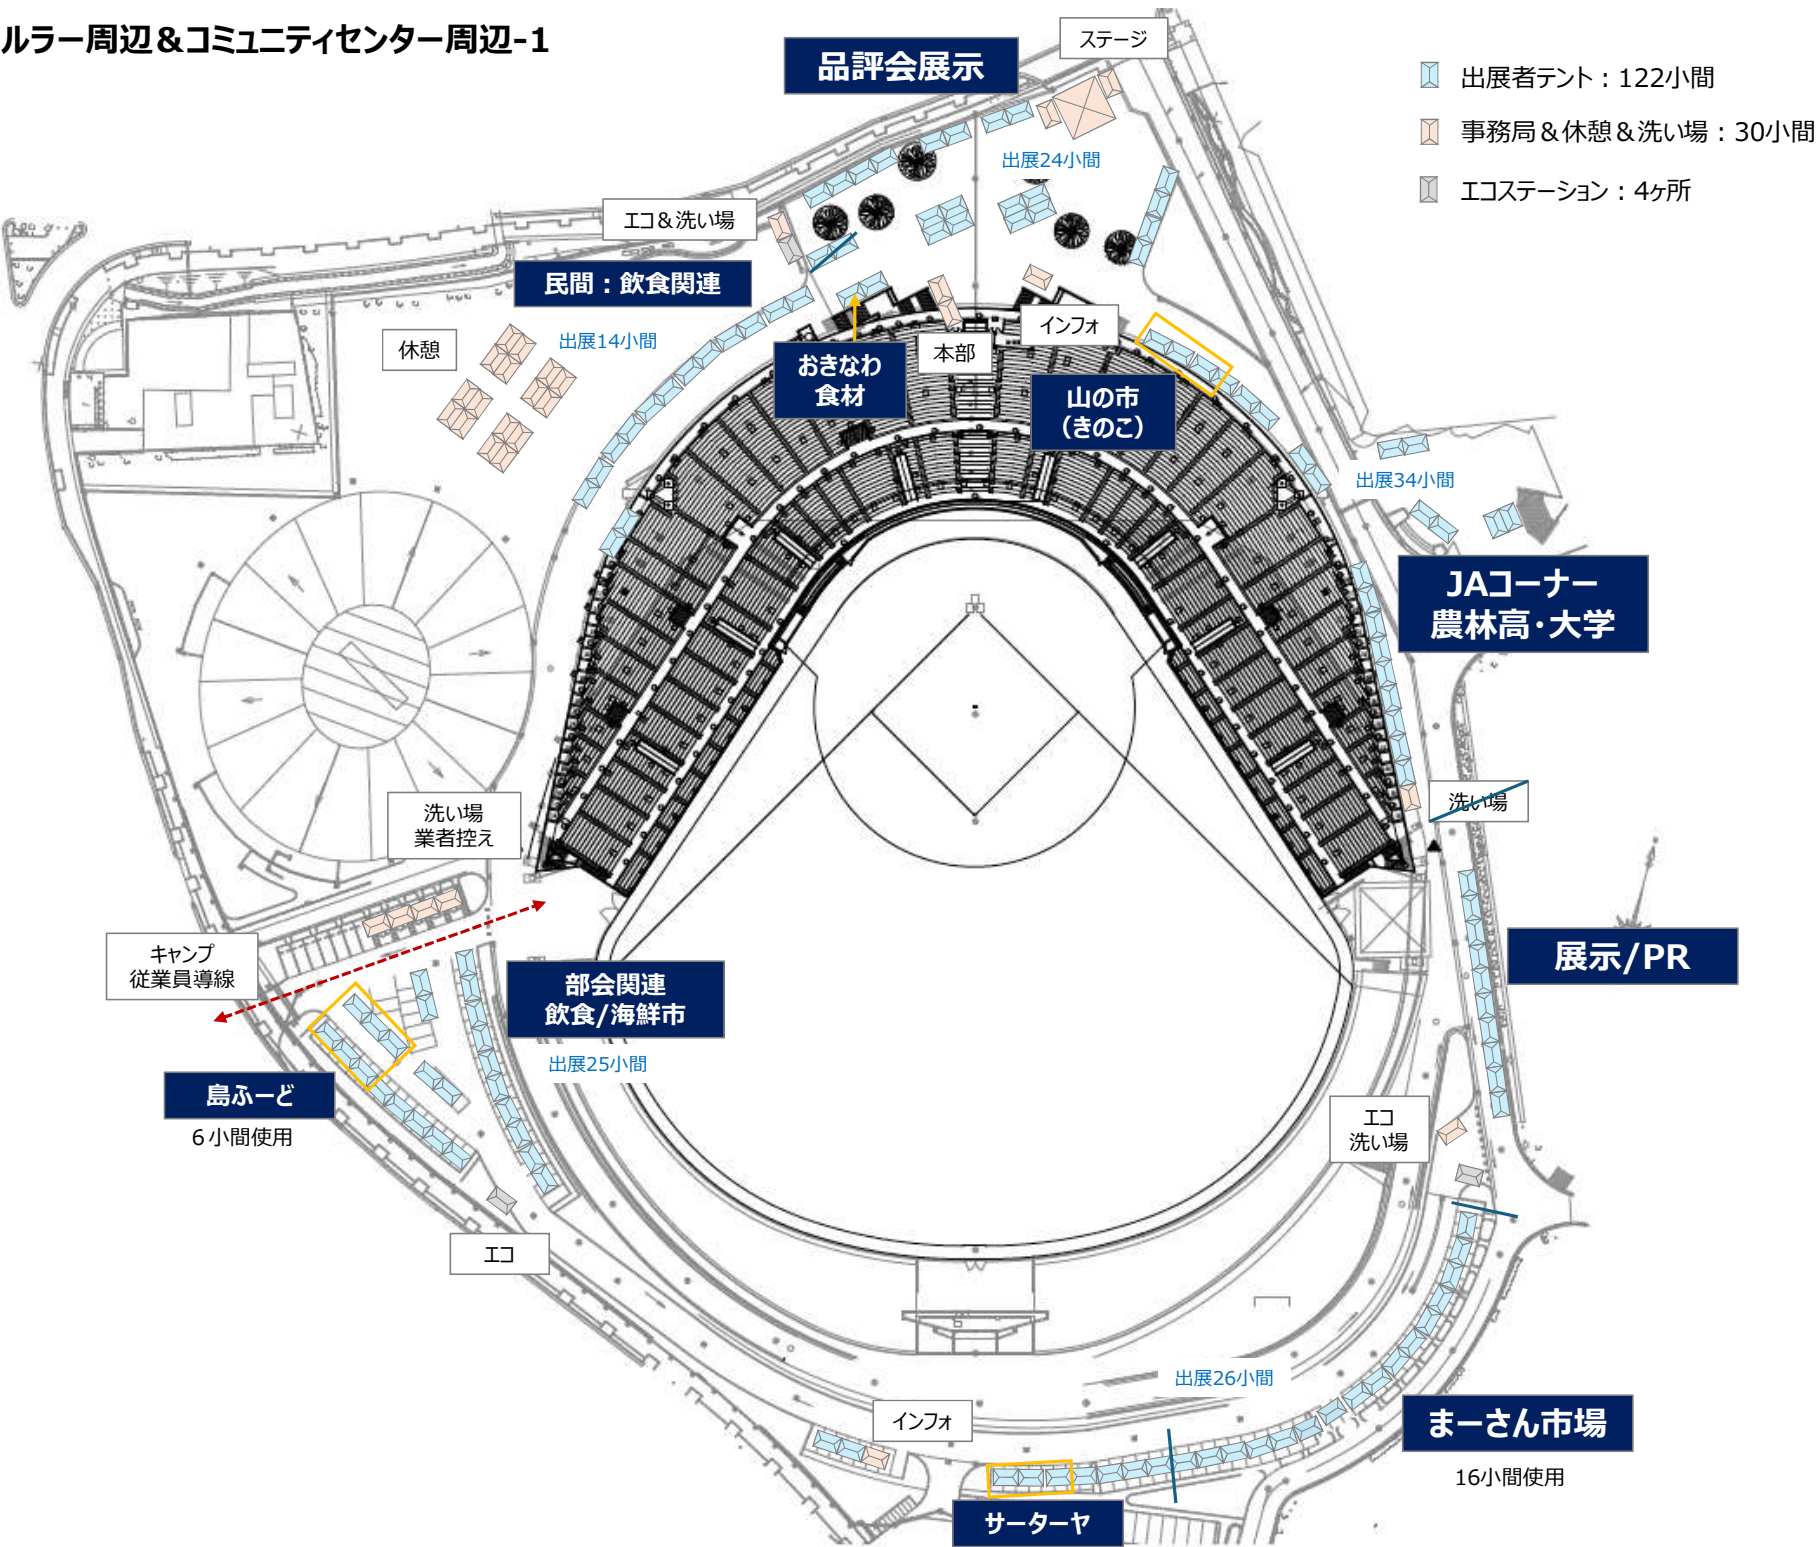 ルラー周辺＆コミュニティセンター周辺-1
品評会展示
ステージ
出展者テント：122小間
事務局＆休憩＆洗い場：30小間
エコステーション：4ヶ所
出展24小間
エコ＆洗い場
民間：飲食関連
出展14小間
休憩
おきなわ
食材
本部
インフォ
山の市
（きのこ）
出展34小間
JAコーナー
農林高・大学
洗い場
業者控え
洗い場
キャンプ
従業員導線
部会関連
飲食/海鮮市
出展25小間
展示/PR
島ふーど
６小間使用
エコ
洗い場
エコ
出展26小間
インフォ
まーさん市場
16小間使用
サーターヤ